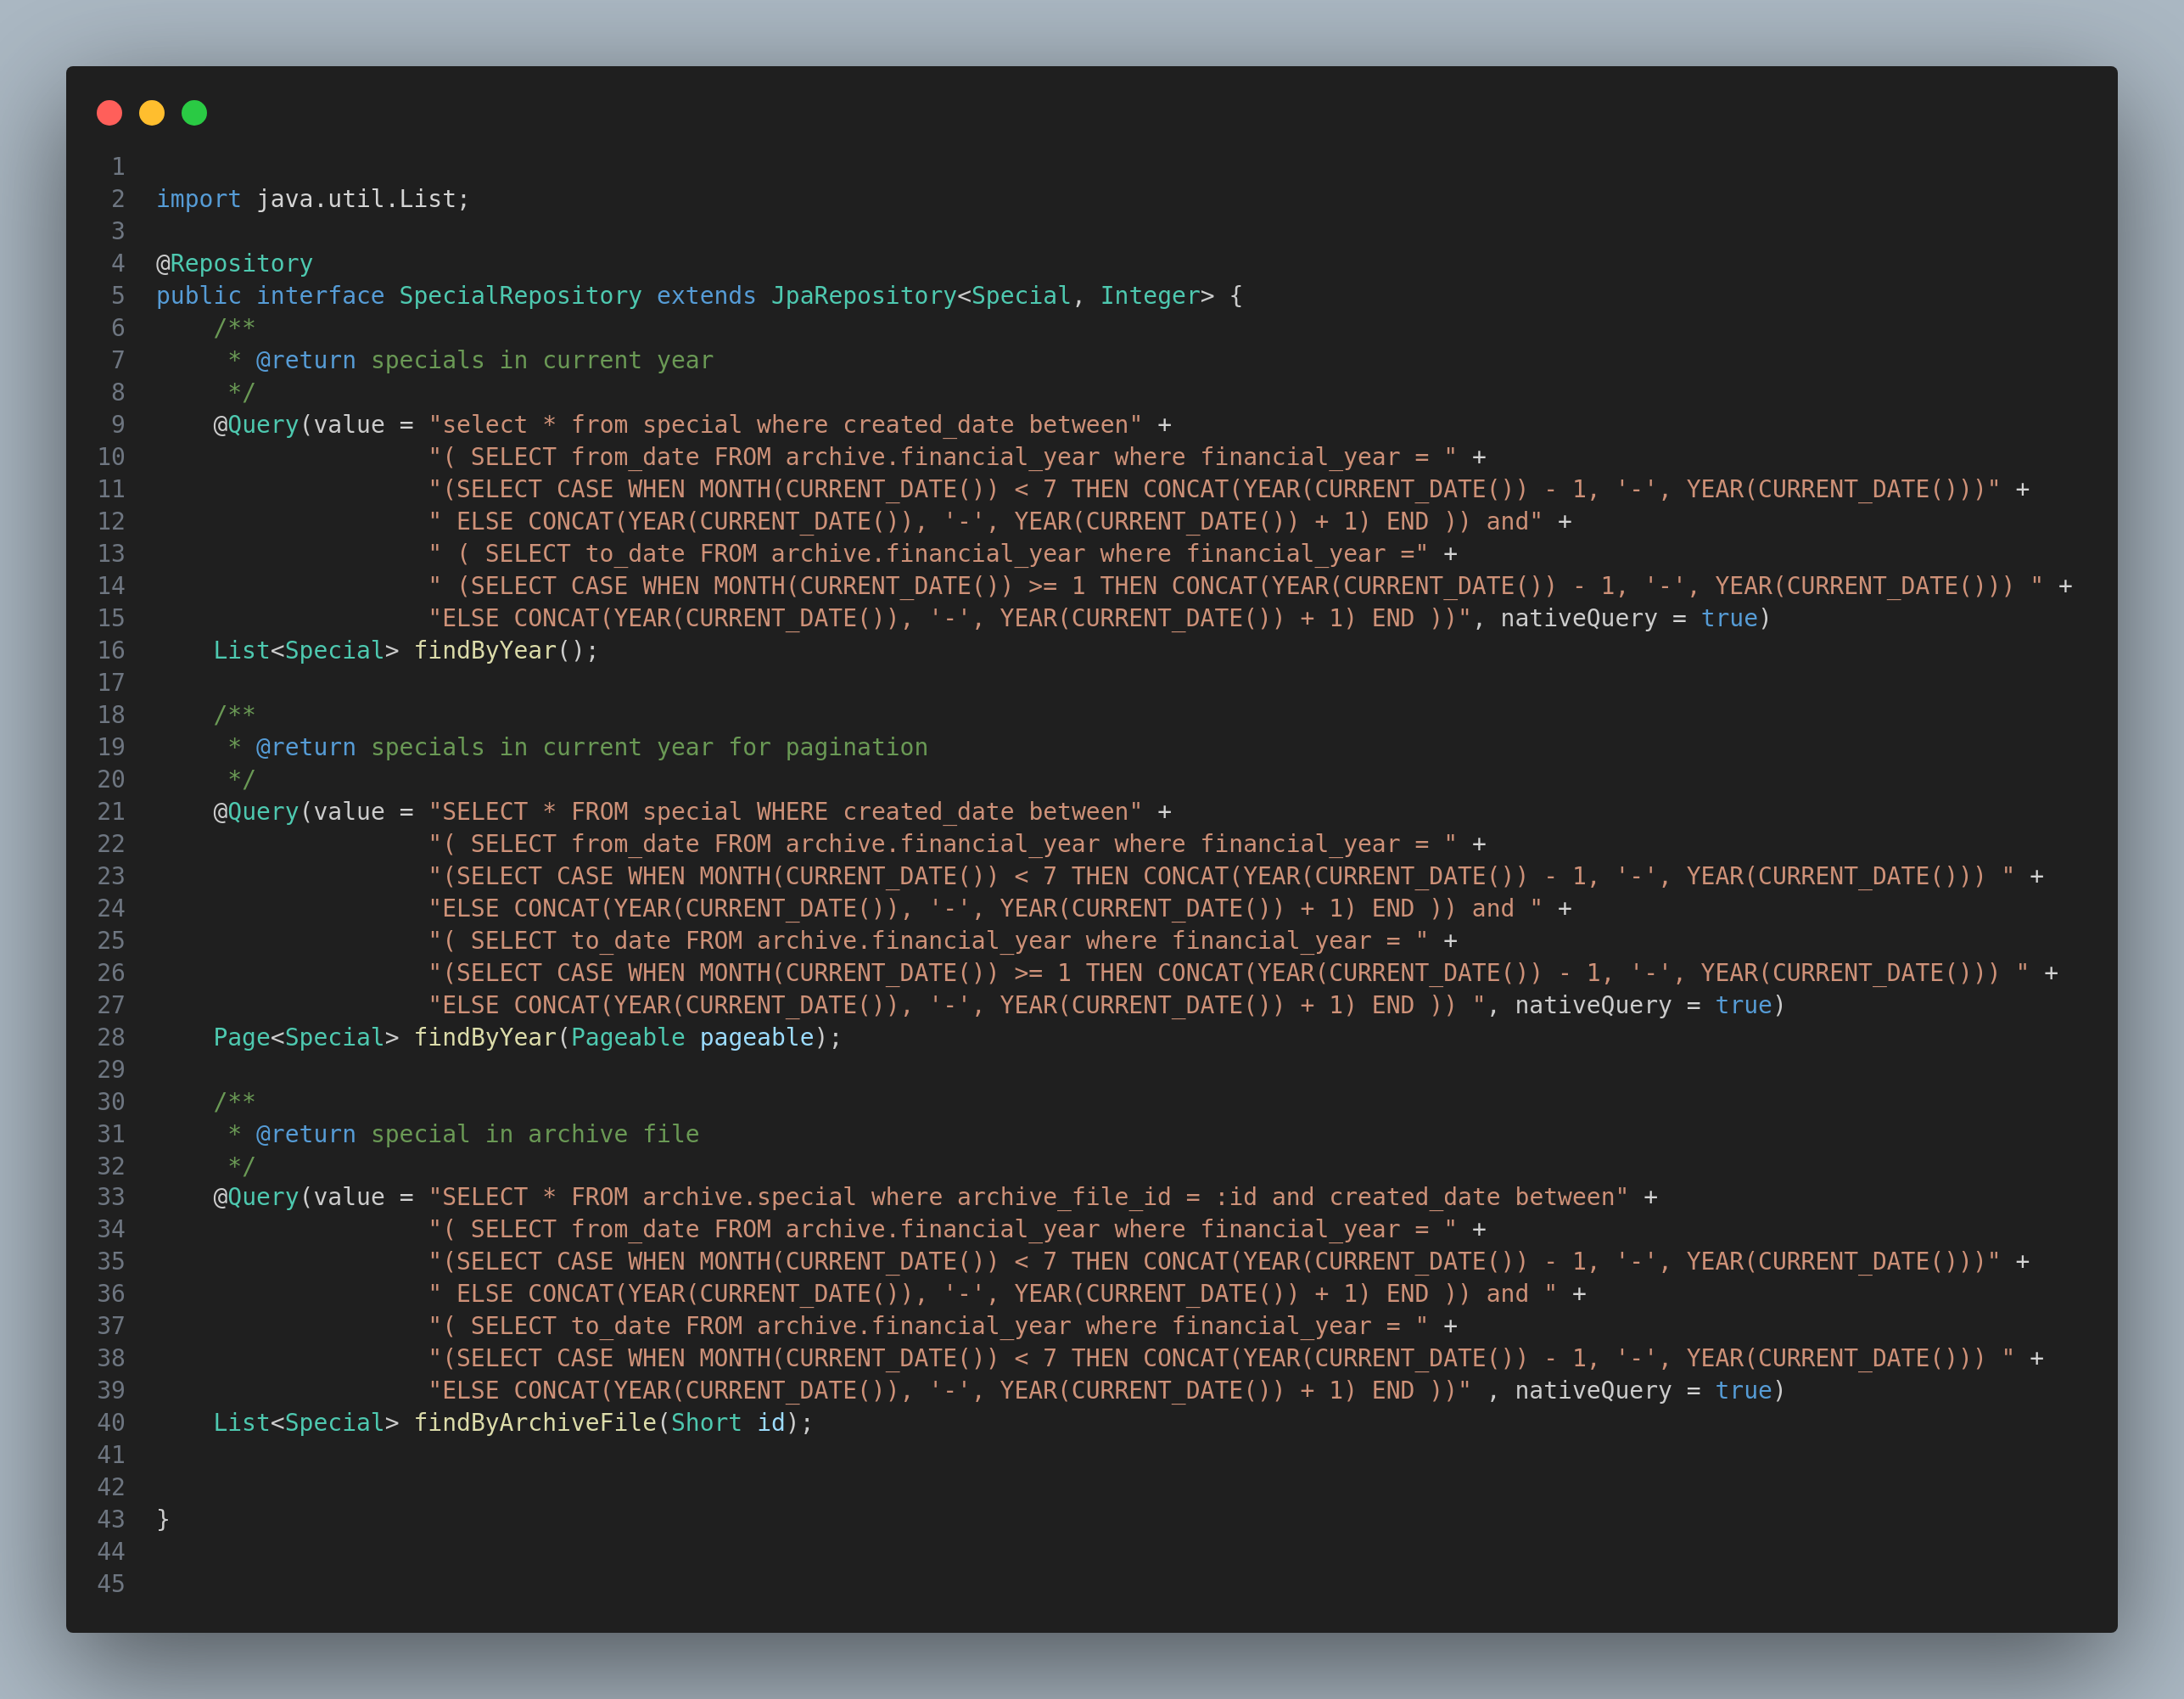 1
2 import java.util.List;
3
4 @Repository
5 public interface SpecialRepository extends JpaRepository<Special, Integer> {
6     /**
7      * @return specials in current year
8      */
9     @Query(value = "select * from special where created_date between" +
10                    "( SELECT from_date FROM archive.financial_year where financial_year = " +
11                    "(SELECT CASE WHEN MONTH(CURRENT_DATE()) < 7 THEN CONCAT(YEAR(CURRENT_DATE()) - 1, '-', YEAR(CURRENT_DATE()))" +
12                    " ELSE CONCAT(YEAR(CURRENT_DATE()), '-', YEAR(CURRENT_DATE()) + 1) END )) and" +
13                    " ( SELECT to_date FROM archive.financial_year where financial_year =" +
14                    " (SELECT CASE WHEN MONTH(CURRENT_DATE()) >= 1 THEN CONCAT(YEAR(CURRENT_DATE()) - 1, '-', YEAR(CURRENT_DATE())) " +
15                    "ELSE CONCAT(YEAR(CURRENT_DATE()), '-', YEAR(CURRENT_DATE()) + 1) END ))", nativeQuery = true)
16     List<Special> findByYear();
17
18     /**
19      * @return specials in current year for pagination
20      */
21     @Query(value = "SELECT * FROM special WHERE created_date between" +
22                    "( SELECT from_date FROM archive.financial_year where financial_year = " +
23                    "(SELECT CASE WHEN MONTH(CURRENT_DATE()) < 7 THEN CONCAT(YEAR(CURRENT_DATE()) - 1, '-', YEAR(CURRENT_DATE())) " +
24                    "ELSE CONCAT(YEAR(CURRENT_DATE()), '-', YEAR(CURRENT_DATE()) + 1) END )) and " +
25                    "( SELECT to_date FROM archive.financial_year where financial_year = " +
26                    "(SELECT CASE WHEN MONTH(CURRENT_DATE()) >= 1 THEN CONCAT(YEAR(CURRENT_DATE()) - 1, '-', YEAR(CURRENT_DATE())) " +
27                    "ELSE CONCAT(YEAR(CURRENT_DATE()), '-', YEAR(CURRENT_DATE()) + 1) END )) ", nativeQuery = true)
28     Page<Special> findByYear(Pageable pageable);
29
30     /**
31      * @return special in archive file
32      */
33     @Query(value = "SELECT * FROM archive.special where archive_file_id = :id and created_date between" +
34                    "( SELECT from_date FROM archive.financial_year where financial_year = " +
35                    "(SELECT CASE WHEN MONTH(CURRENT_DATE()) < 7 THEN CONCAT(YEAR(CURRENT_DATE()) - 1, '-', YEAR(CURRENT_DATE()))" +
36                    " ELSE CONCAT(YEAR(CURRENT_DATE()), '-', YEAR(CURRENT_DATE()) + 1) END )) and " +
37                    "( SELECT to_date FROM archive.financial_year where financial_year = " +
38                    "(SELECT CASE WHEN MONTH(CURRENT_DATE()) < 7 THEN CONCAT(YEAR(CURRENT_DATE()) - 1, '-', YEAR(CURRENT_DATE())) " +
39                    "ELSE CONCAT(YEAR(CURRENT_DATE()), '-', YEAR(CURRENT_DATE()) + 1) END ))" , nativeQuery = true)
40     List<Special> findByArchiveFile(Short id);
41
42
43 }
44
45